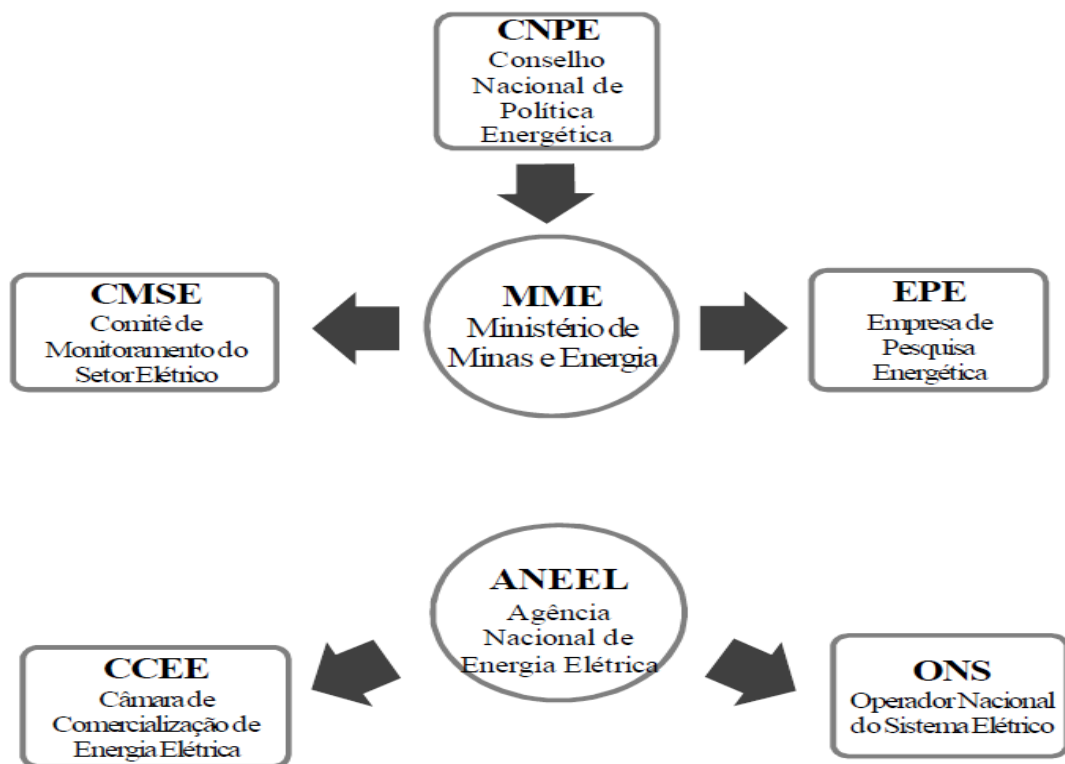 CNPE
Conselho
Nacional de
Política
Energética
CMSE
Comitê de
Monitoramento do
Setor Elétrico
MME
Ministério de
Minas e Energia
EPE
Empresa de
Pesquisa
Energética
ANEEL
Agência
Nacional de
Energia Elétrica
CCEE
Câmara de
Comercialização de
Energia Elétrica
ONS
Operador Nacional
do Sistema Elétrico